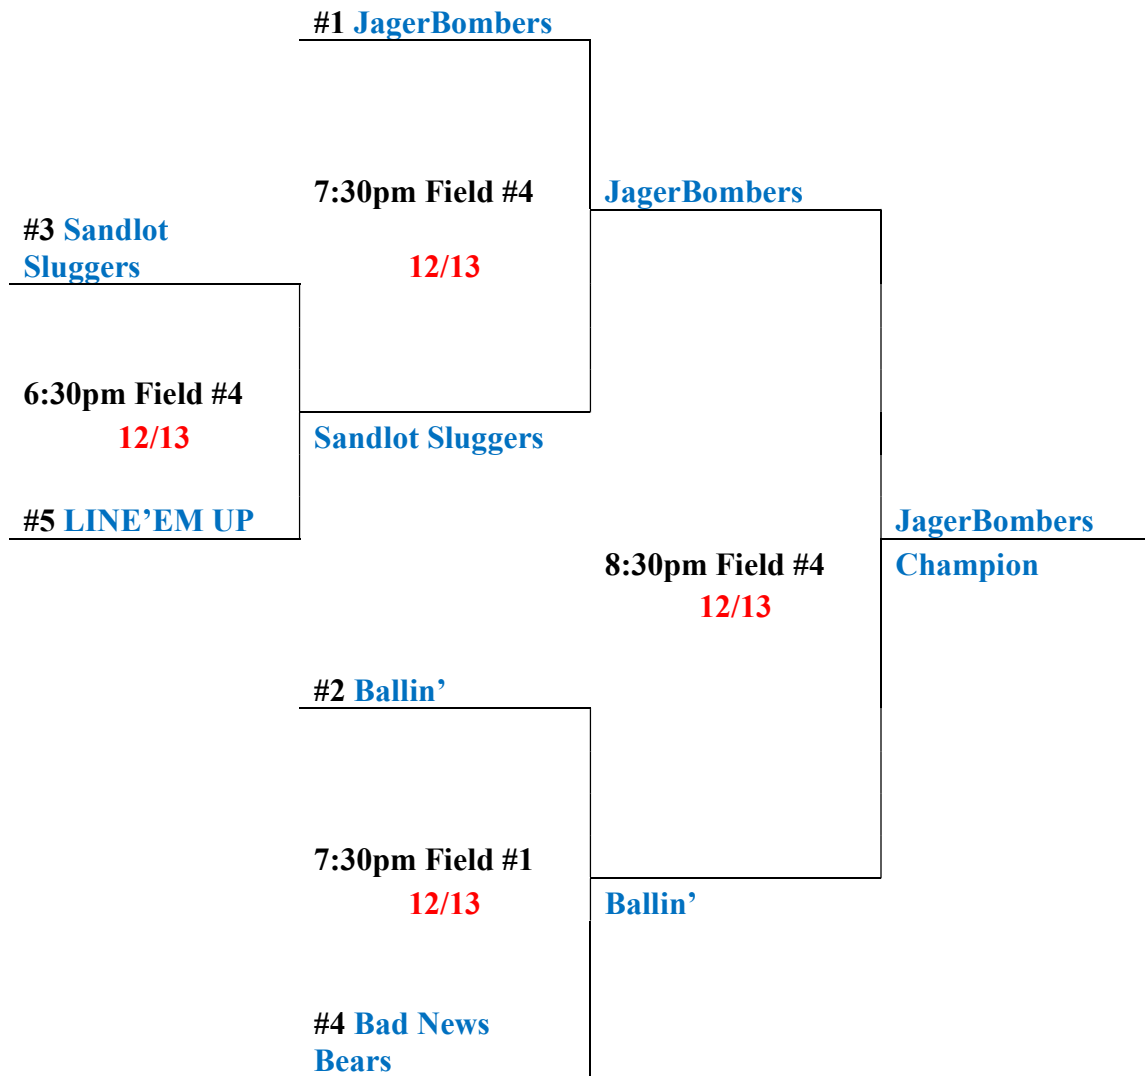 #1 JagerBombers
7:30pm Field #4
JagerBombers
#3 Sandlot
Sluggers
12/13
6:30pm Field #4
12/13
Sandlot Sluggers
#5 LINE’EM UP
JagerBombers
8:30pm Field #4
Champion
12/13
#2 Ballin’
7:30pm Field #1
12/13
Ballin’
#4 Bad News
Bears